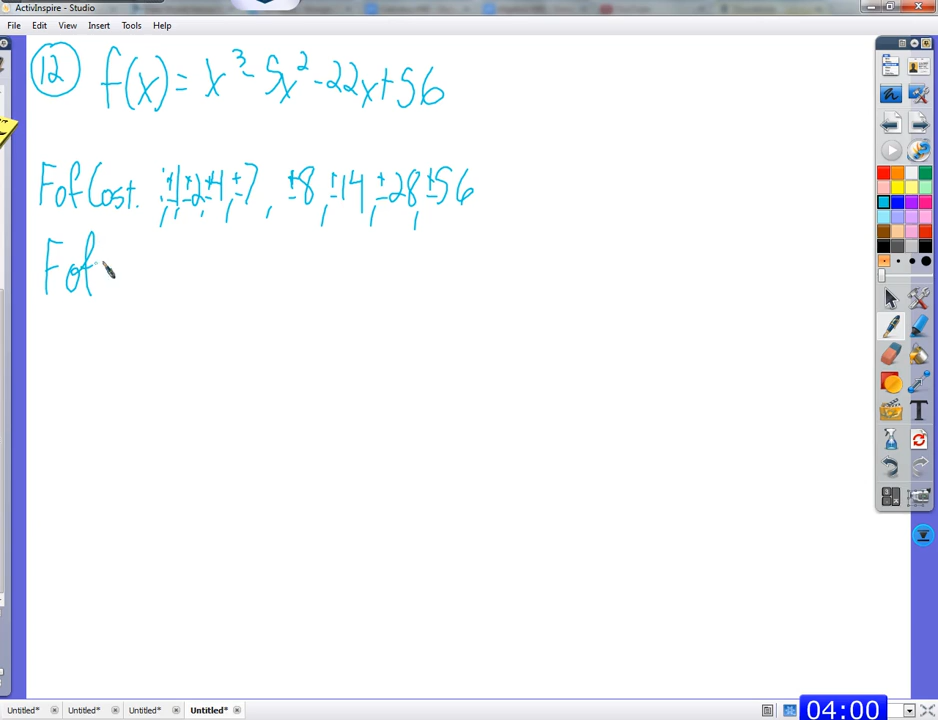 ActivInspire - Studio
File Edit View Insert Tools Help
12 f(x) = x³ - 5x² - 22x + 56
F of Cost. ±1, ±2, ±4, ±7, ±8, ±14, ±28, ±56
F of
T
Untitled* Untitled* Untitled* Untitled* 04:00